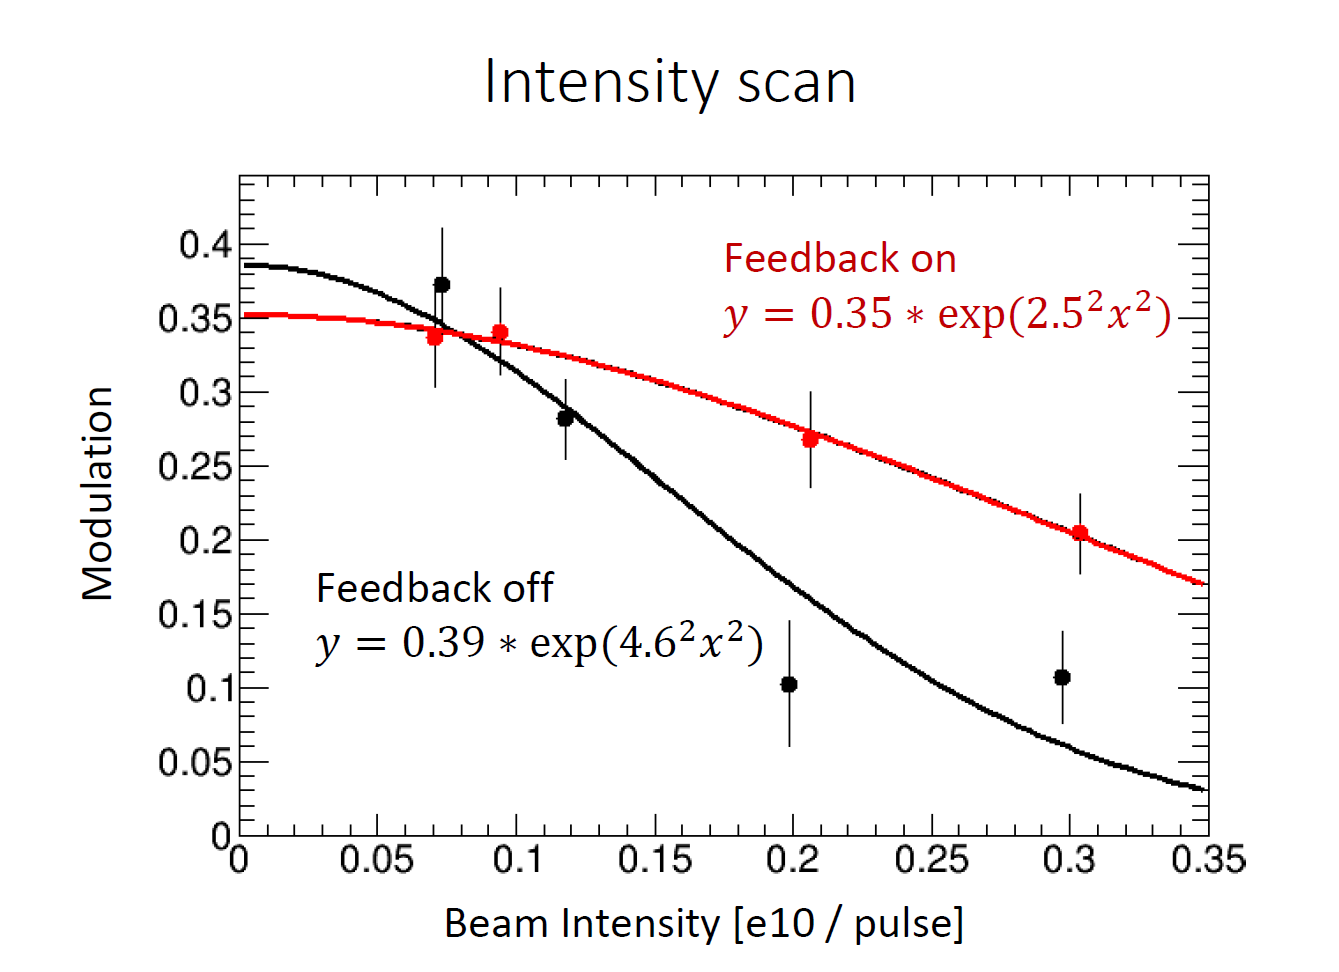 Intensity scan
Modulation
0.4
0.35
0.3
0.25
0.2
0.15
0.1
0.05
0
Feedback on
y = 0.35 ∗ exp(2.5²x²)
Feedback off
y = 0.39 ∗ exp(4.6²x²)
0 0.05 0.1 0.15 0.2 0.25 0.3 0.35
Beam Intensity [e10 / pulse]